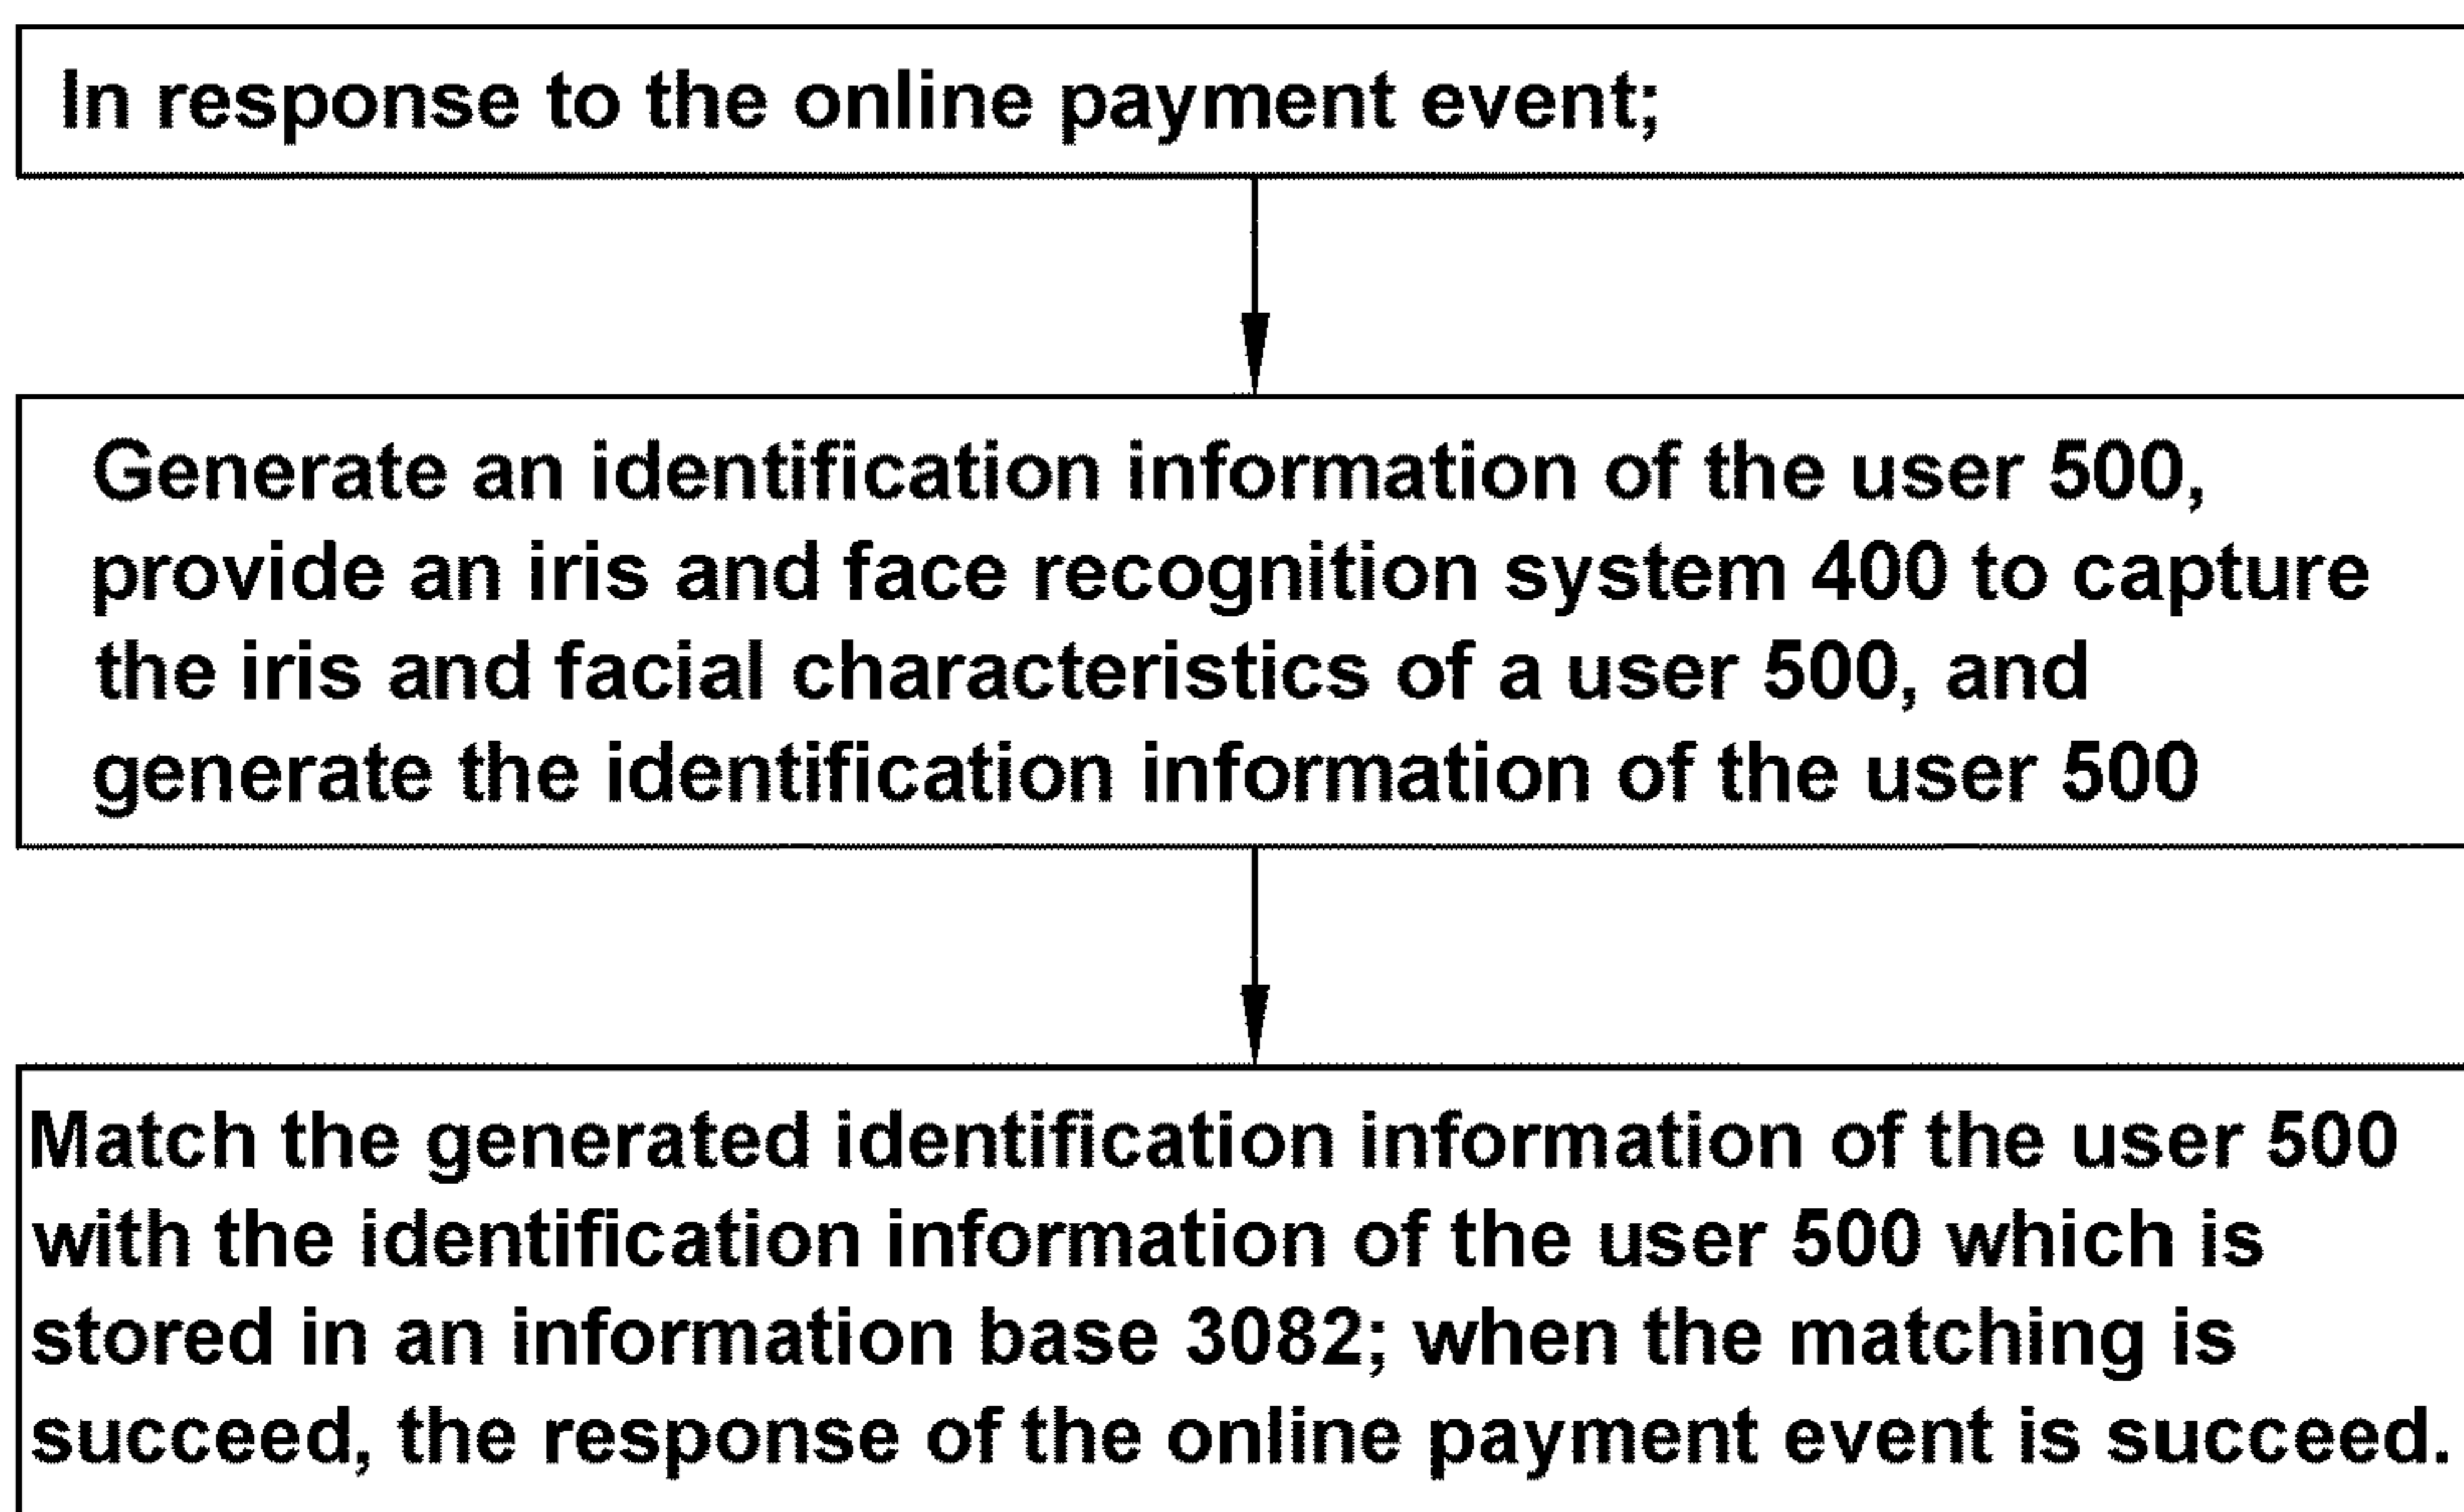 In response to the online payment event;
Generate an identification information of the user 500,
provide an iris and face recognition system 400 to capture
the iris and facial characteristics of a user 500, and
generate the identification information of the user 500
Match the generated identification information of the user 500
with the identification information of the user 500 which is
stored in an information base 3082; when the matching is
succeed, the response of the online payment event is succeed.